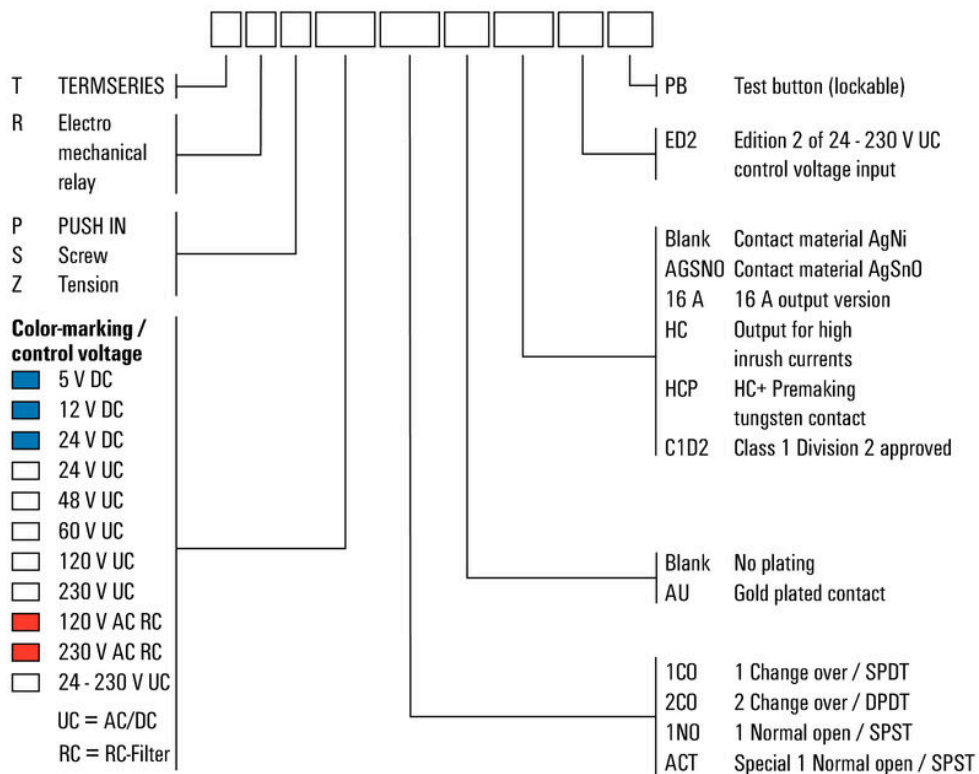 T TERMSERIES
R Electro
mechanical
relay
P PUSH IN
S Screw
Z Tension
Color-marking /
control voltage
5 V DC
12 V DC
24 V DC
24 V UC
48 V UC
60 V UC
120 V UC
230 V UC
120 V AC RC
230 V AC RC
24 - 230 V UC
UC = AC/DC
RC = RC-Filter
PB Test button (lockable)
ED2 Edition 2 of 24 - 230 V UC
control voltage input
Blank Contact material AgNi
AGSNO Contact material AgSnO
16 A 16 A output version
HC Output for high
inrush currents
HCP HC+ Premaking
tungsten contact
C1D2 Class 1 Division 2 approved
Blank No plating
AU Gold plated contact
1CO 1 Change over / SPDT
2CO 2 Change over / DPDT
1NO 1 Normal open / SPST
ACT Special 1 Normal open / SPST